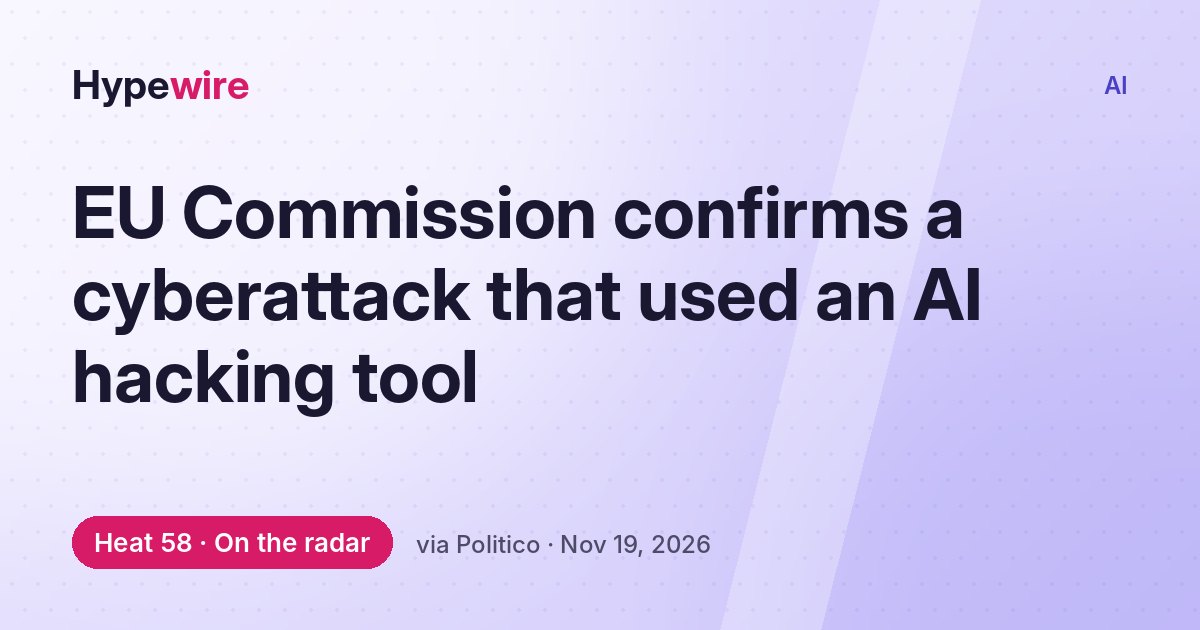 Hypewire
AI
EU Commission confirms a
cyberattack that used an AI
hacking tool
Heat 58 · On the radar
via Politico · Nov 19, 2026